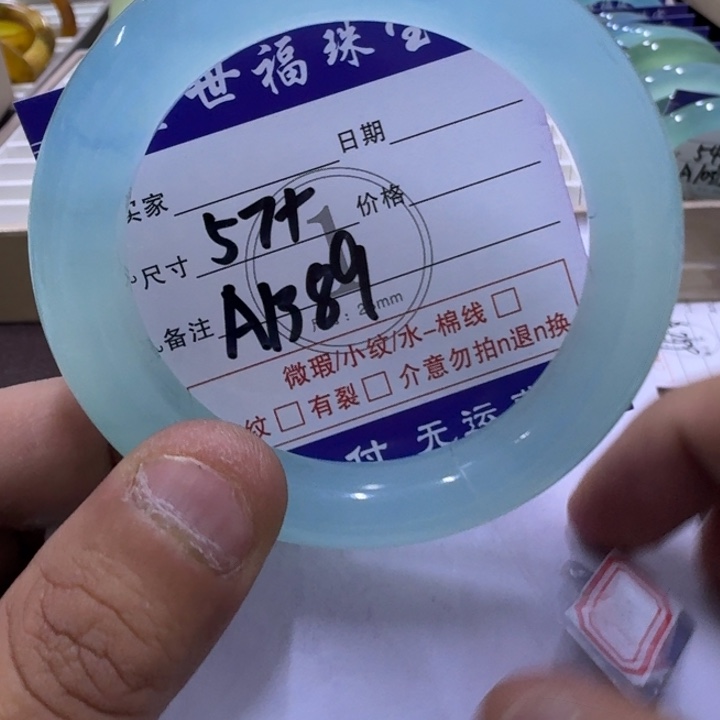 世福珠宝
日期
买家
57+
价格
尺寸
A1389
备注
微瑕/小纹/水-棉线
纹 有裂 介意勿拍n退n换
付 无运